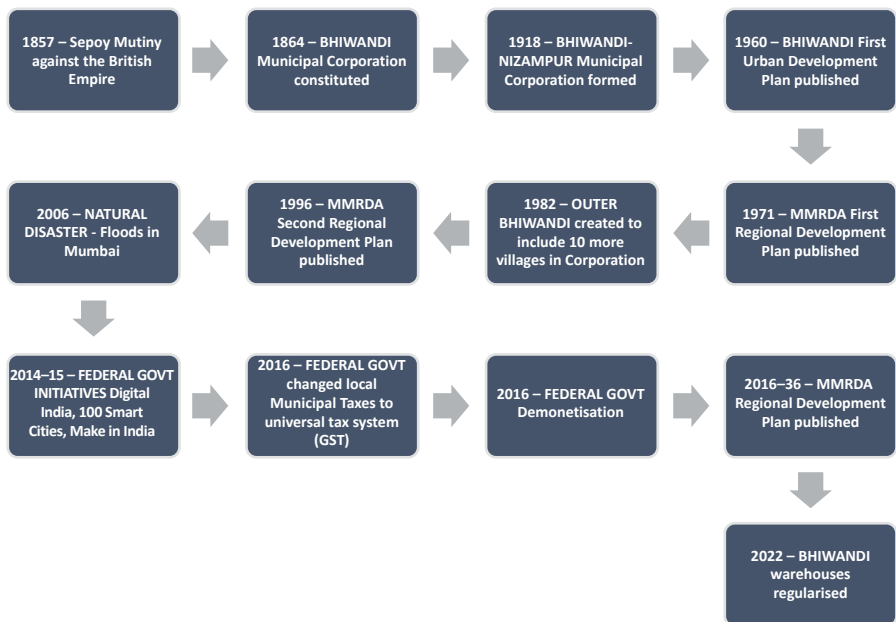 1857 – Sepoy Mutiny
against the British
Empire
1864 – BHIWANDI
Municipal Corporation
constituted
1918 – BHIWANDI-
NIZAMPUR Municipal
Corporation formed
1960 – BHIWANDI First
Urban Development
Plan published
1971 – MMRDA First
Regional Development
Plan published
1982 – OUTER
BHIWANDI created to
include 10 more
villages in Corporation
1996 – MMRDA
Second Regional
Development Plan
published
2006 – NATURAL
DISASTER - Floods in
Mumbai
2014–15 – FEDERAL GOVT
INITIATIVES Digital
India, 100 Smart
Cities, Make in India
2016 – FEDERAL GOVT
changed local
Municipal Taxes to
universal tax system
(GST)
2016 – FEDERAL GOVT
Demonetisation
2016–36 – MMRDA
Regional Development
Plan published
2022 – BHIWANDI
warehouses
regularised